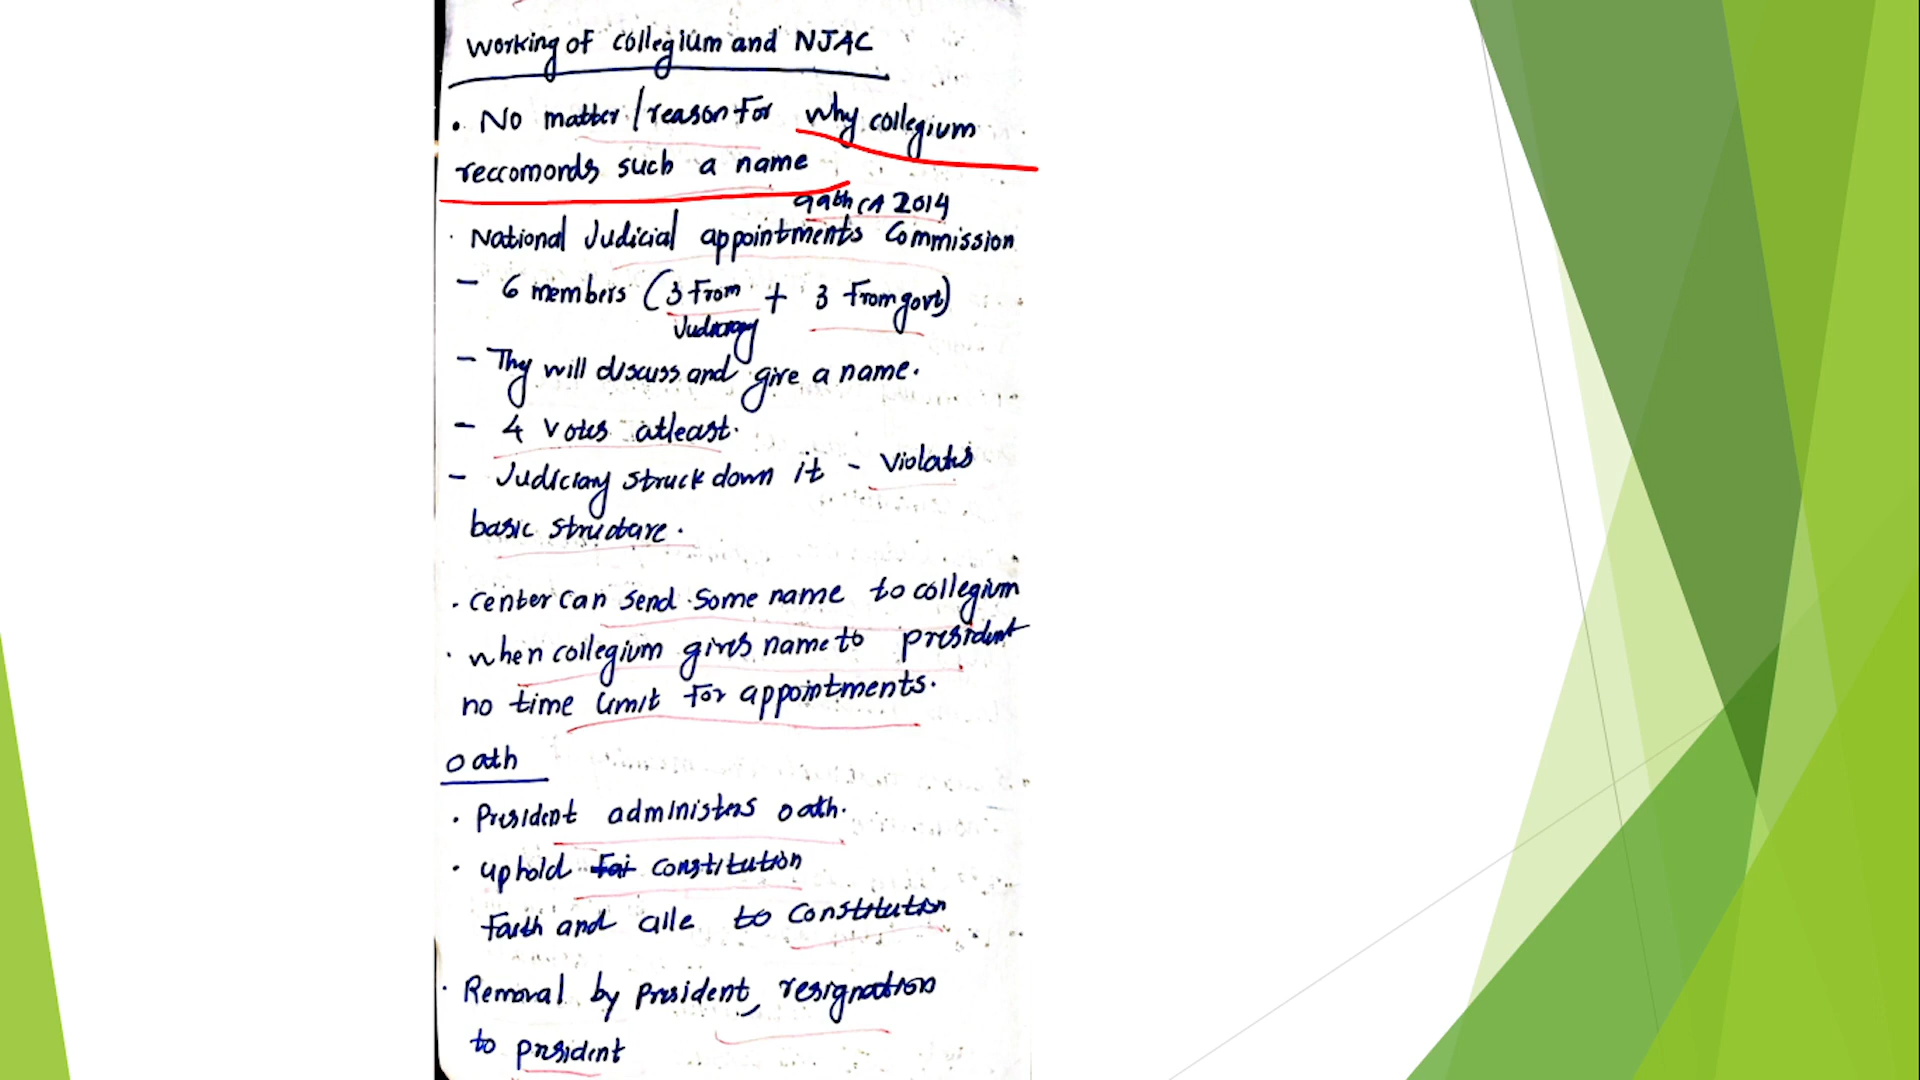 Working of collegium and NJAC
• No matter / reason for why collegium
reccomonds such a name
99th CA 2014
· National Judicial appointments Commission
- 6 members (3 from + 3 from govt)
Judiciary
- Thy will discuss and give a name.
- 4 votes atleast.
- Judiciary struck down it - violates
basic structure.
· Center can send some name to collegium
· when collegium gives name to president
no time limit for appointments.
Oath
· President administers oath.
· uphold Fai constitution
faith and alle to constitution
· Removal by president, resignation
to president